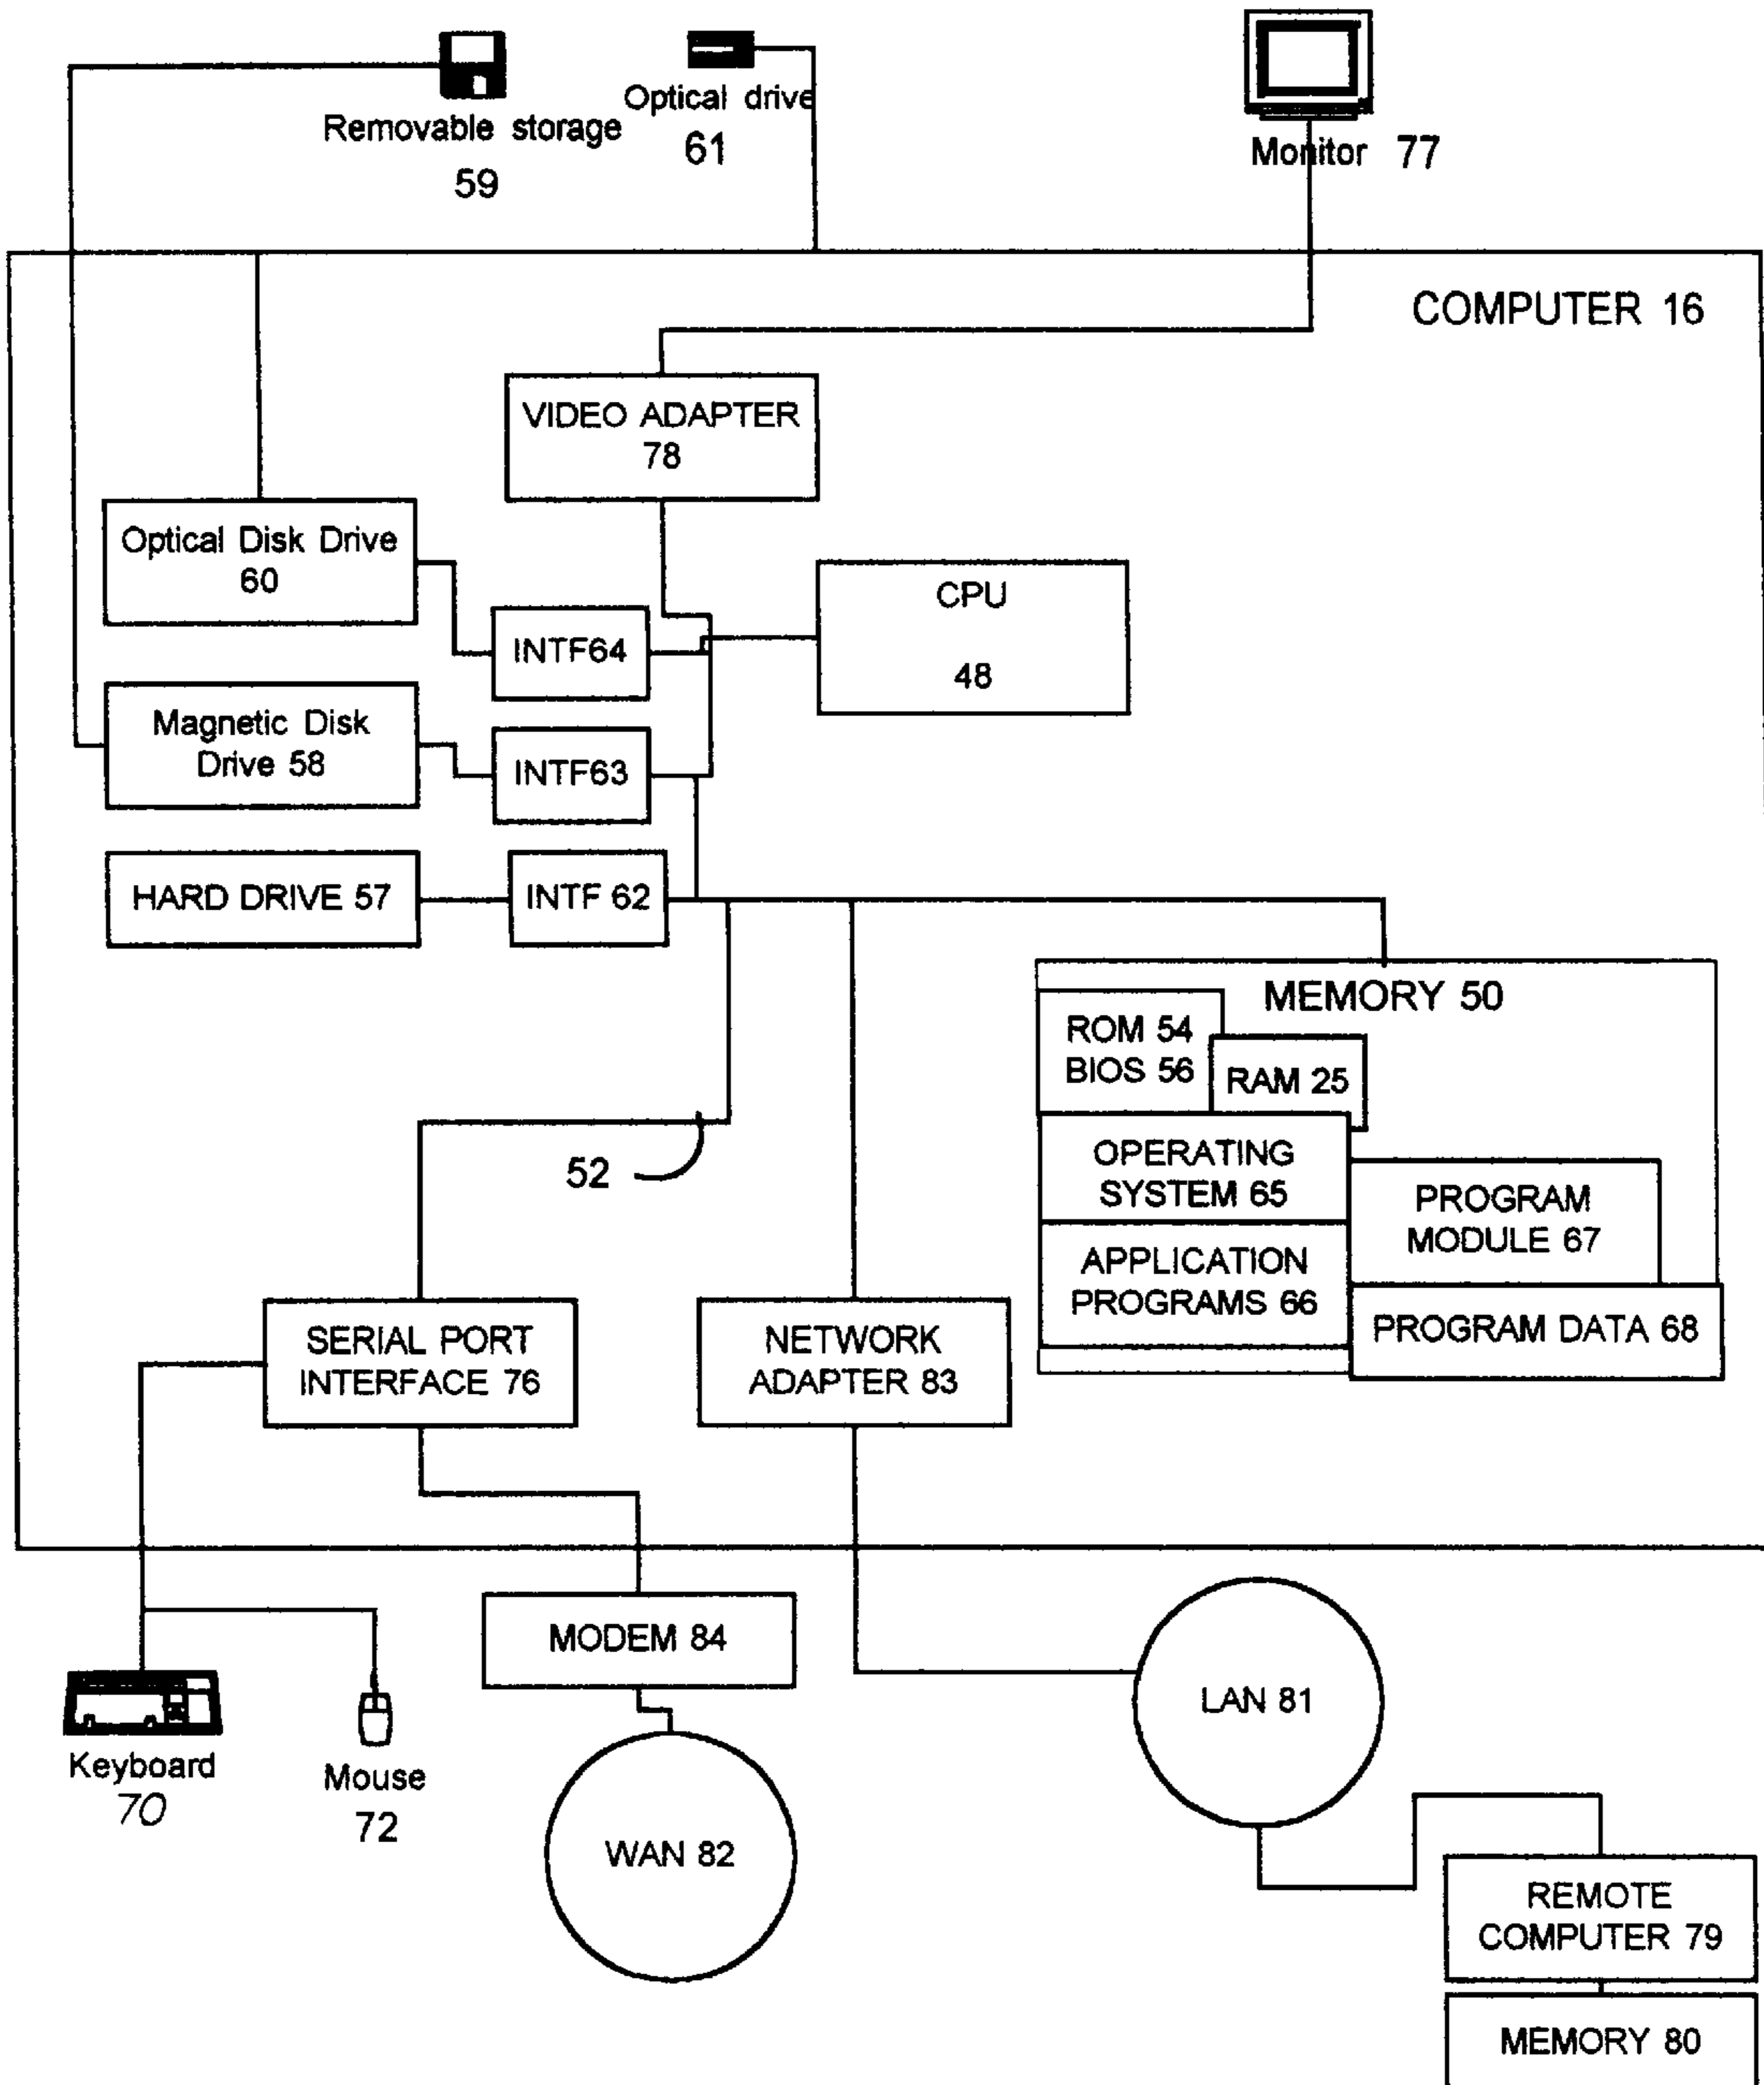 Removable storage
59
Optical drive
61
Monitor 77
COMPUTER 16
VIDEO ADAPTER
78
Optical Disk Drive
60
CPU
48
INTF64
Magnetic Disk
Drive 58
INTF63
HARD DRIVE 57
INTF 62
MEMORY 50
ROM 54
BIOS 56
RAM 25
OPERATING
SYSTEM 65
PROGRAM
MODULE 67
APPLICATION
PROGRAMS 66
PROGRAM DATA 68
52
SERIAL PORT
INTERFACE 76
NETWORK
ADAPTER 83
MODEM 84
LAN 81
Keyboard
70
Mouse
72
WAN 82
REMOTE
COMPUTER 79
MEMORY 80